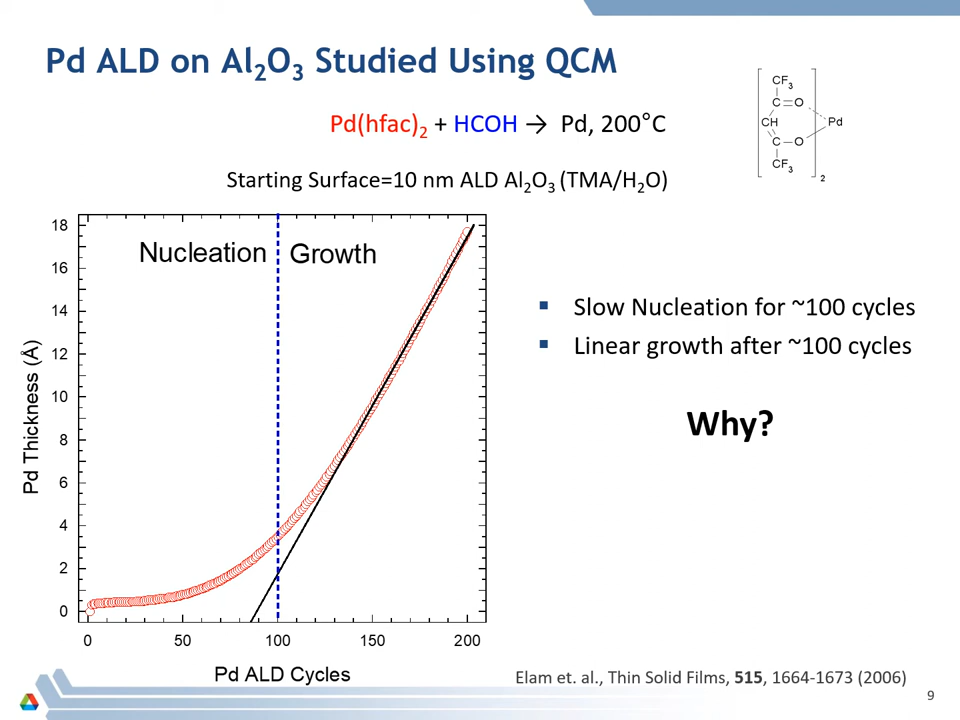 Pd ALD on Al₂O₃ Studied Using QCM
Pd(hfac)₂ + HCOH → Pd, 200°C
CF₃
C=O
CH
Pd
C–O
CF₃
2
Starting Surface=10 nm ALD Al₂O₃ (TMA/H₂O)
Nucleation
Growth
18
16
14
12
10
8
6
4
2
0
Pd Thickness (Å)
0
50
100
150
200
Pd ALD Cycles
▪ Slow Nucleation for ~100 cycles
▪ Linear growth after ~100 cycles
Why?
Elam et. al., Thin Solid Films, 515, 1664-1673 (2006)
9